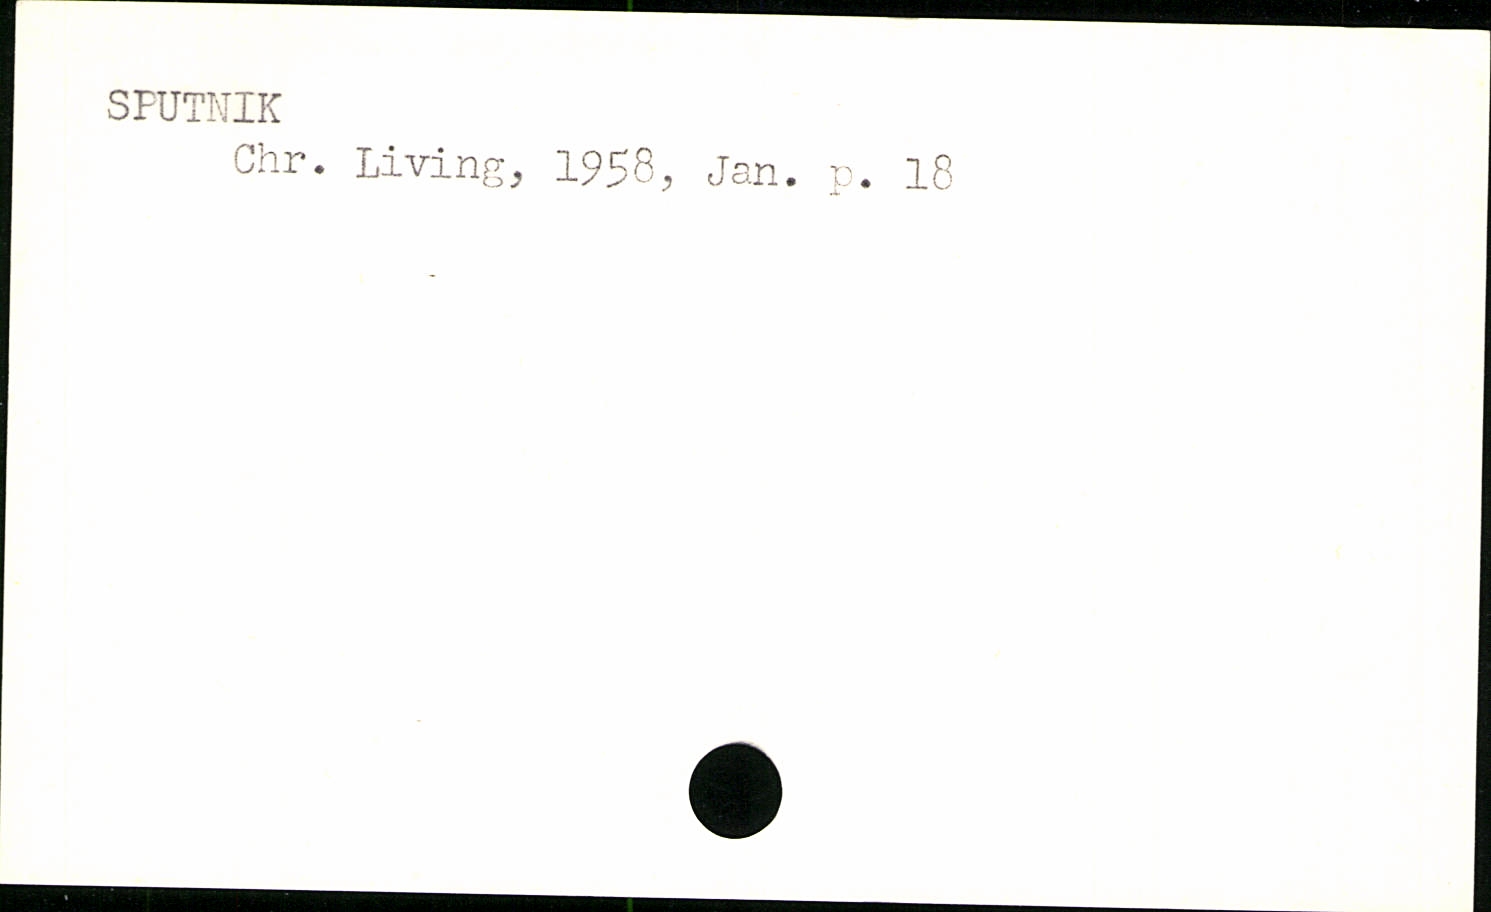 SPUTNIK
Chr. Living, 1958, Jan. p. 18